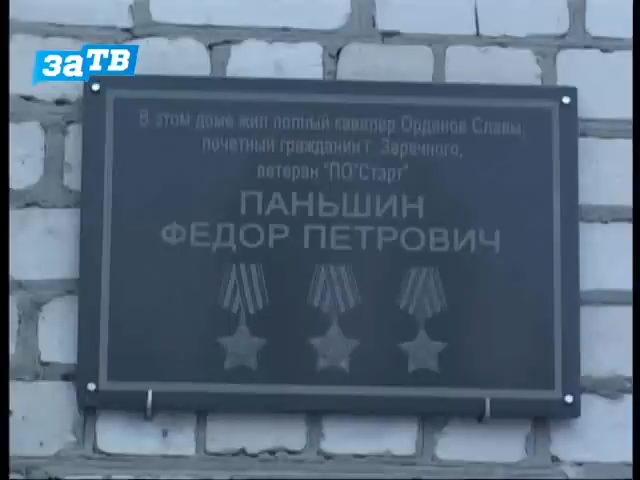 заТВ
В этом доме жил полный кавалер Орденов Славы,
почетный гражданин г. Заречного,
ветеран "ПО"Старт"
ПАНЬШИН
ФЕДОР ПЕТРОВИЧ